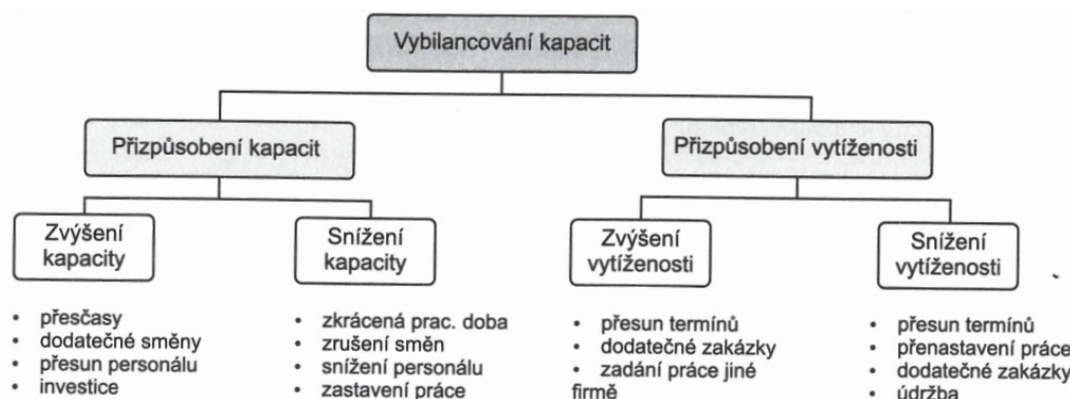 Vybilancování kapacit
Přizpůsobení kapacit
Přizpůsobení vytíženosti
Zvýšení
kapacity
Snížení
kapacity
Zvýšení
vytíženosti
Snížení
vytíženosti
• přesčasy
• dodatečné směny
• přesun personálu
• investice
• zkrácená prac. doba
• zrušení směn
• snížení personálu
• zastavení práce
• přesun termínů
• dodatečné zakázky
• zadání práce jiné
firmě
• přesun termínů
• přenastavení práce
• dodatečné zakázky
• údržba